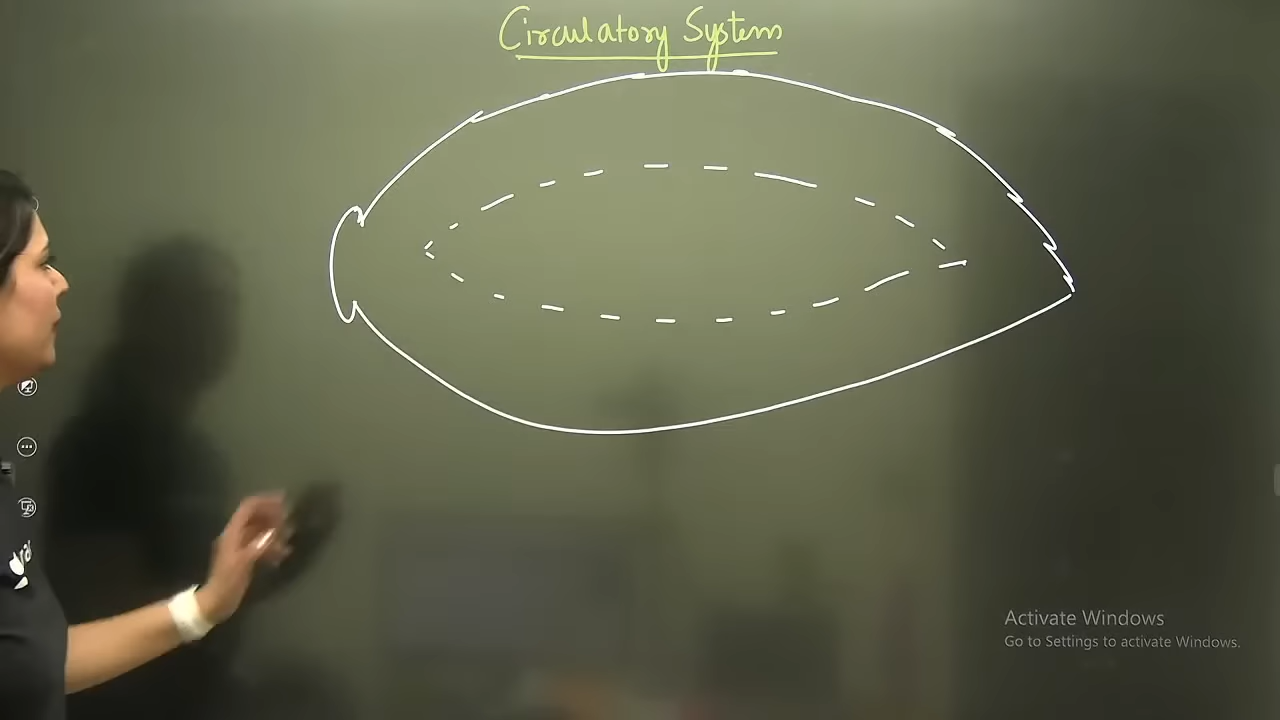 Circulatory System
Activate Windows
Go to Settings to activate Windows.